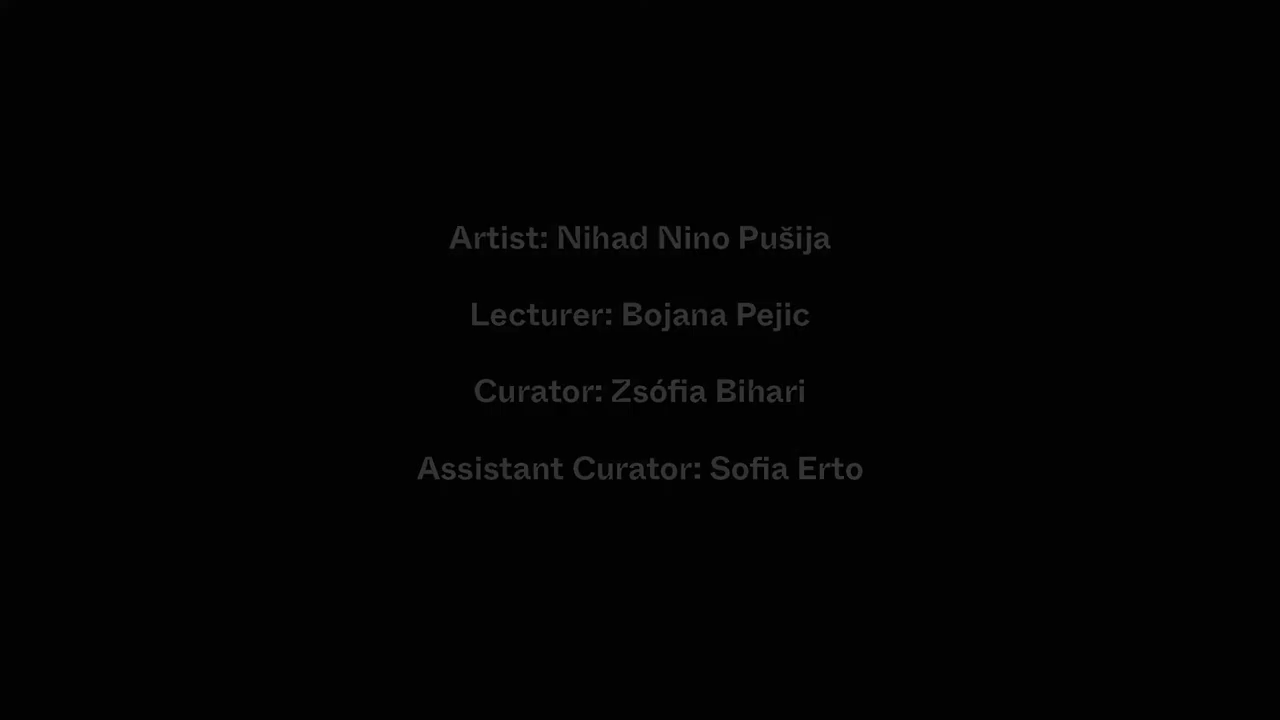 Artist: Nihad Nino Pušija
Lecturer: Bojana Pejic
Curator: Zsófia Bihari
Assistant Curator: Sofia Erto